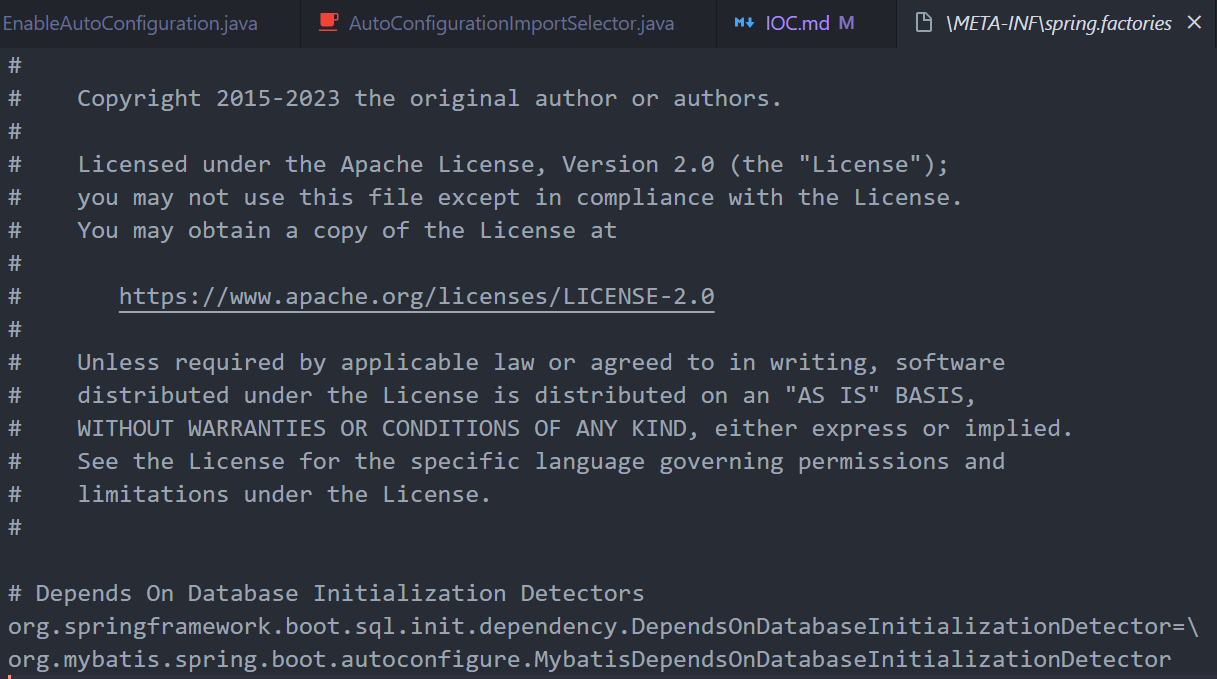 EnableAutoConfiguration.java AutoConfigurationImportSelector.java IOC.md M \META-INF\spring.factories
#
# Copyright 2015-2023 the original author or authors.
#
# Licensed under the Apache License, Version 2.0 (the "License");
# you may not use this file except in compliance with the License.
# You may obtain a copy of the License at
#
# https://www.apache.org/licenses/LICENSE-2.0
#
# Unless required by applicable law or agreed to in writing, software
# distributed under the License is distributed on an "AS IS" BASIS,
# WITHOUT WARRANTIES OR CONDITIONS OF ANY KIND, either express or implied.
# See the License for the specific language governing permissions and
# limitations under the License.
#
# Depends On Database Initialization Detectors
org.springframework.boot.sql.init.dependency.DependsOnDatabaseInitializationDetector=\
org.mybatis.spring.boot.autoconfigure.MybatisDependsOnDatabaseInitializationDetector